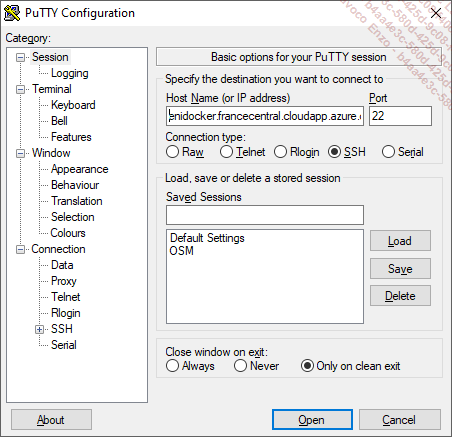 PuTTY Configuration
Category:
Session
Logging
Terminal
Keyboard
Bell
Features
Window
Appearance
Behaviour
Translation
Selection
Colours
Connection
Data
Proxy
Telnet
Rlogin
SSH
Serial
Basic options for your PuTTY session
Specify the destination you want to connect to
Host Name (or IP address) Port
enidocker.francecentral.cloudapp.azure. 22
Connection type:
Raw Telnet Rlogin SSH Serial
Load, save or delete a stored session
Saved Sessions
Default Settings
OSM
Load
Save
Delete
Close window on exit:
Always Never Only on clean exit
About Open Cancel